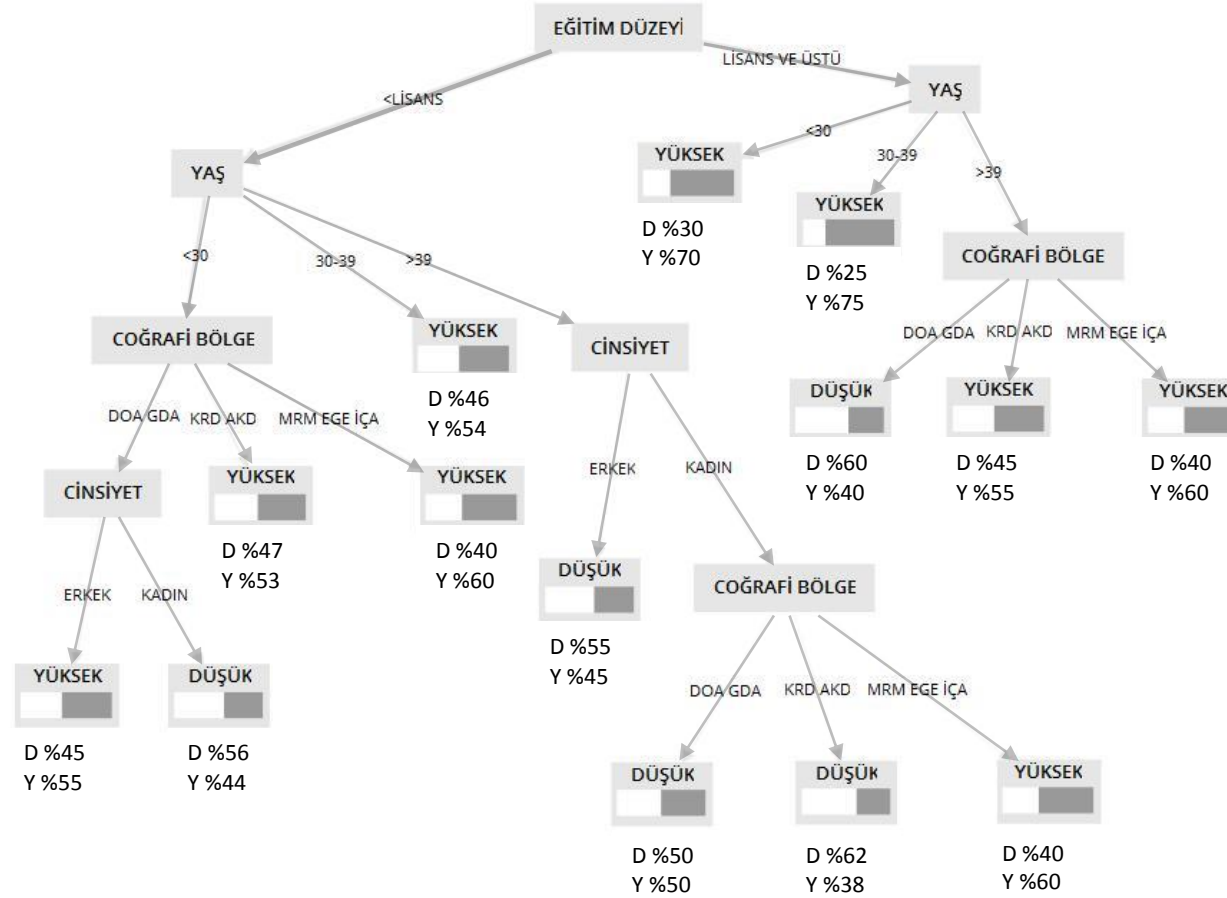 EĞİTİM DÜZEYİ
<LİSANS
LİSANS VE ÜSTÜ
YAŞ
<30
30-39
>39
YÜKSEK
D %30
Y %70
YÜKSEK
D %25
Y %75
COĞRAFİ BÖLGE
DOA GDA
KRD AKD
MRM EGE İÇA
DÜŞÜK
D %60
Y %40
YÜKSEK
D %45
Y %55
YÜKSEK
D %40
Y %60
YAŞ
<30
30-39
>39
COĞRAFİ BÖLGE
YÜKSEK
D %46
Y %54
CİNSİYET
DOA GDA
KRD AKD
MRM EGE İÇA
CİNSİYET
YÜKSEK
D %47
Y %53
YÜKSEK
D %40
Y %60
ERKEK
KADIN
YÜKSEK
D %45
Y %55
DÜŞÜK
D %56
Y %44
ERKEK
KADIN
DÜŞÜK
D %55
Y %45
COĞRAFİ BÖLGE
DOA GDA
KRD AKD
MRM EGE İÇA
DÜŞÜK
D %50
Y %50
DÜŞÜK
D %62
Y %38
YÜKSEK
D %40
Y %60